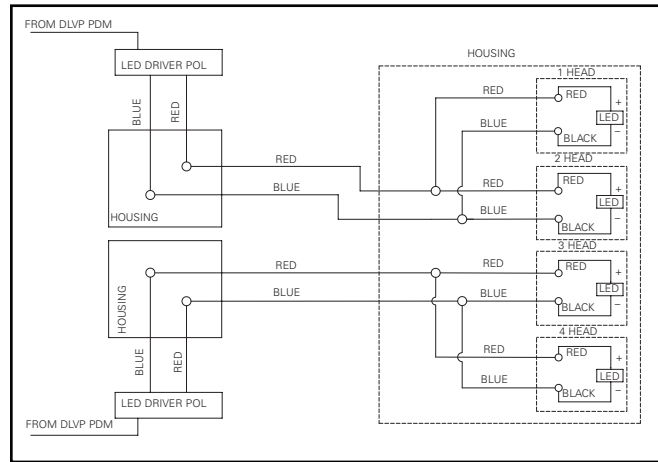 FROM DLVP PDM
LED DRIVER POL
BLUE
RED
HOUSING
RED
BLUE
HOUSING
1 HEAD
RED
RED
+
LED
BLUE
BLACK
–
2 HEAD
RED
RED
+
LED
BLUE
BLACK
–
3 HEAD
HOUSING
RED
BLUE
RED
RED
+
LED
BLUE
BLACK
–
4 HEAD
RED
RED
+
LED
BLUE
BLACK
–
BLUE
RED
LED DRIVER POL
FROM DLVP PDM